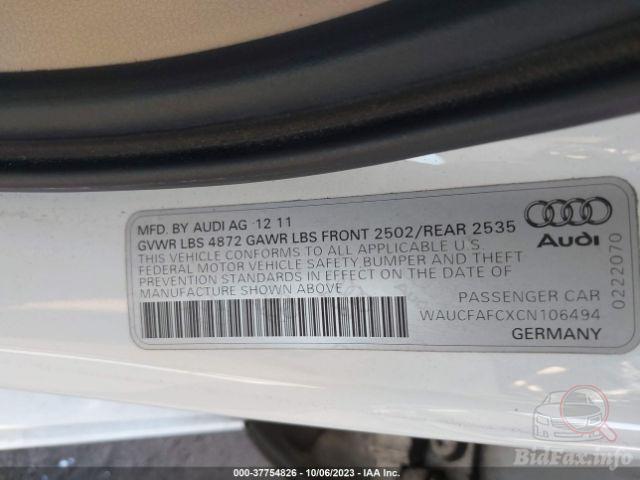 MFD. BY AUDI AG 12 11
GVWR LBS 4872 GAWR LBS FRONT 2502/REAR 2535
THIS VEHICLE CONFORMS TO ALL APPLICABLE U.S
FEDERAL MOTOR VEHICLE SAFETY, BUMPER AND THEFT
PREVENTION STANDARDS IN EFFECT ON THE DATE OF
MANUFACTURE SHOWN ABOVE
Audi
PASSENGER CAR
WAUCFAFCXCN106494
GERMANY
0222070
000-37754826 - 10/06/2023 - IAA Inc.
BidFax.info